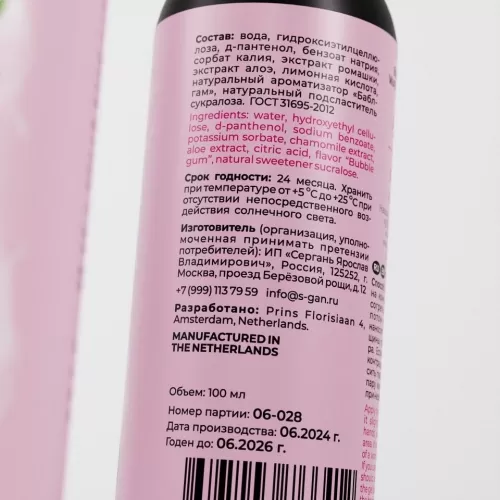 Состав: вода, гидроксиэтилцеллю-
лоза, д-пантенол, бензоат натрия,
сорбат калия, экстракт ромашки,
экстракт алоэ, лимонная кислота,
натуральный ароматизатор «Бабл-
гам», натуральный подсластитель
сукралоза. ГОСТ 31695-2012
Ingredients: water, hydroxyethyl cellu-
lose, d-panthenol, sodium benzoate,
potassium sorbate, chamomile extract,
aloe extract, citric acid, flavor "Bubble
gum", natural sweetener sucralose.
Срок годности: 24 месяца. Хранить
при температуре от +5 °С до +25 °С при
отсутствии непосредственного воз-
действия солнечного света.
Изготовитель (организация, уполно-
моченная принимать претензии
потребителей): ИП «Сергань Ярослав
Владимирович», Россия, 125252, г.
Москва, проезд Берёзовой рощи, д.12
+7 (999) 113 79 59 info@s-gan.ru
Разработано: Prins Florisiaan 4,
Amsterdam, Netherlands.
MANUFACTURED IN
THE NETHERLANDS
Объем: 100 мл
Номер партии: 06-028
Дата производства: 06.2024 г.
Годен до: 06.2026 г.